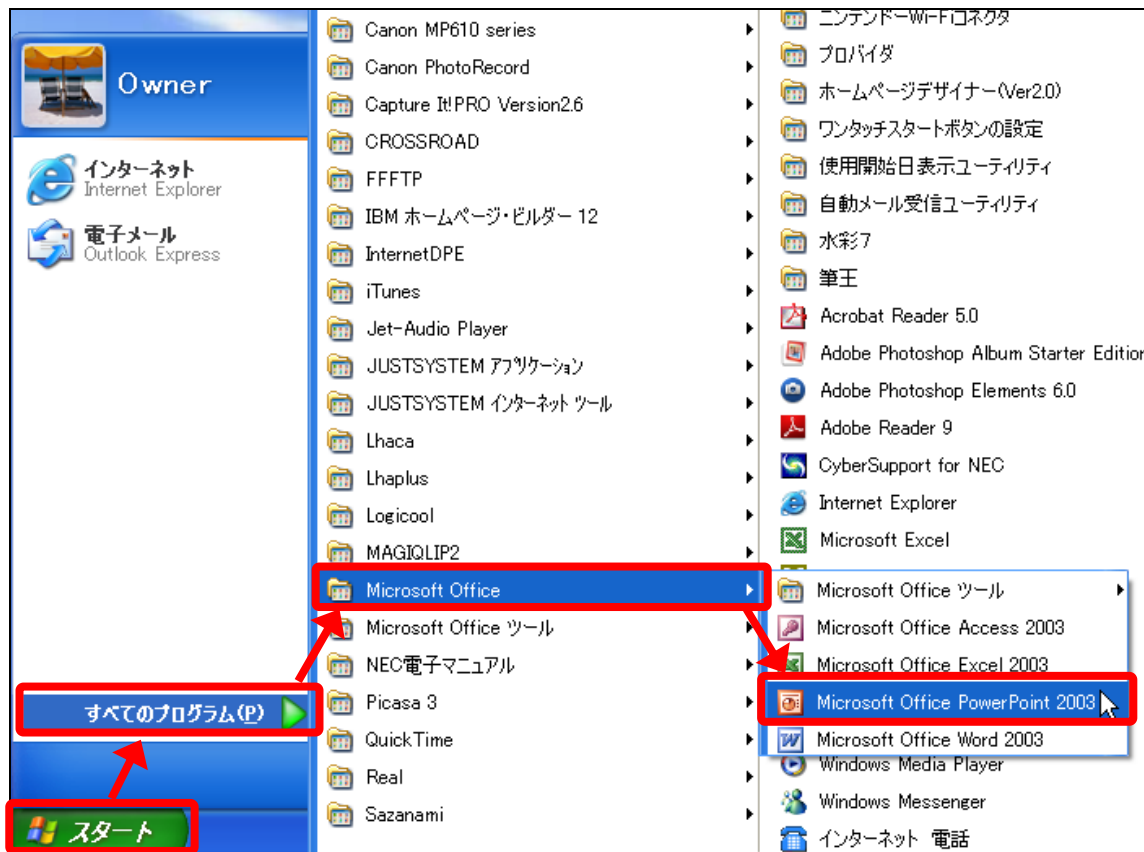 Owner
インターネット
Internet Explorer
電子メール
Outlook Express
すべてのプログラム(P)
スタート
Canon MP610 series
Canon PhotoRecord
Capture It!PRO Version2.6
CROSSROAD
FFFTP
IBM ホームページ・ビルダー 12
InternetDPE
iTunes
Jet-Audio Player
JUSTSYSTEM アプリケーション
JUSTSYSTEM インターネット ツール
Lhaca
Lhaplus
Logicool
MAGIQLIP2
Microsoft Office
Microsoft Office ツール
NEC電子マニュアル
Picasa 3
QuickTime
Real
Sazanami
ニンテンドーWi-Fiコネクタ
プロバイダ
ホームページデザイナー(Ver2.0)
ワンタッチスタートボタンの設定
使用開始日表示ユーティリティ
自動メール受信ユーティリティ
水彩7
筆王
Acrobat Reader 5.0
Adobe Photoshop Album Starter Edition
Adobe Photoshop Elements 6.0
Adobe Reader 9
CyberSupport for NEC
Internet Explorer
Microsoft Excel
Microsoft Office ツール
Microsoft Office Access 2003
Microsoft Office Excel 2003
Microsoft Office PowerPoint 2003
Microsoft Office Word 2003
Windows Media Player
Windows Messenger
インターネット 電話